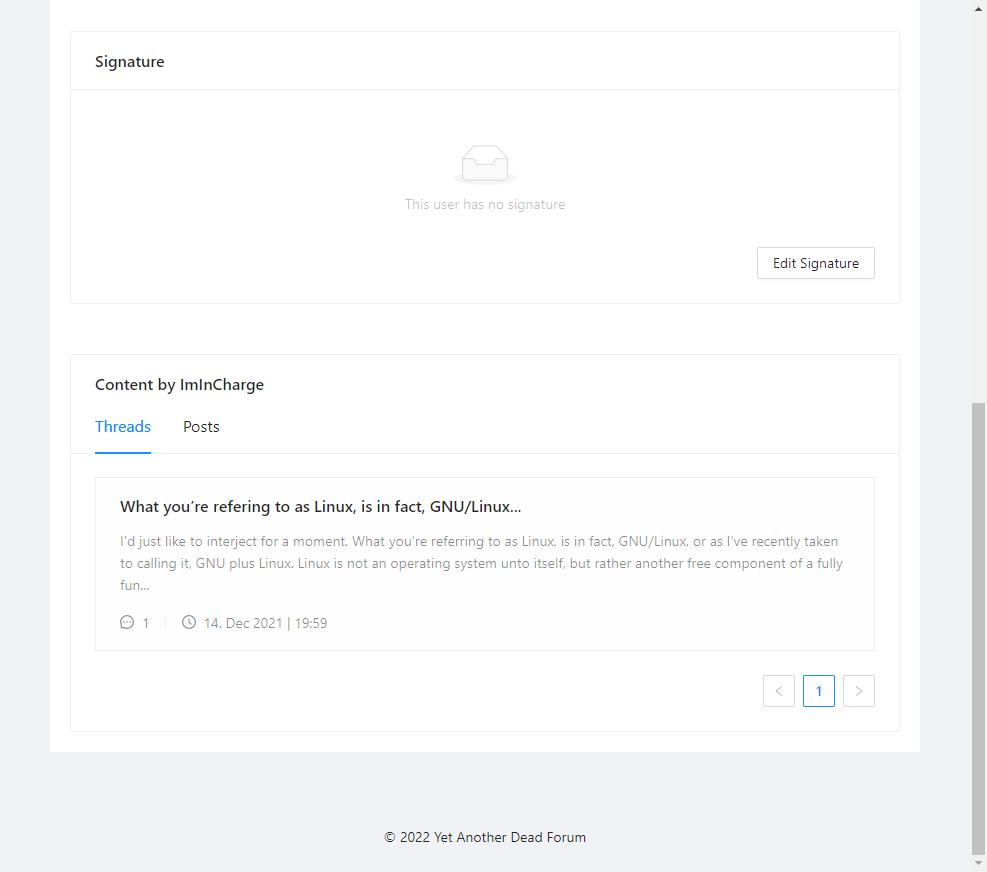 Signature
This user has no signature
Edit Signature
Content by ImInCharge
Threads Posts
What you’re refering to as Linux, is in fact, GNU/Linux...
I'd just like to interject for a moment. What you're referring to as Linux, is in fact, GNU/Linux, or as I've recently taken
to calling it, GNU plus Linux. Linux is not an operating system unto itself, but rather another free component of a fully
fun...
1 14. Dec 2021 | 19:59
< 1 >
© 2022 Yet Another Dead Forum